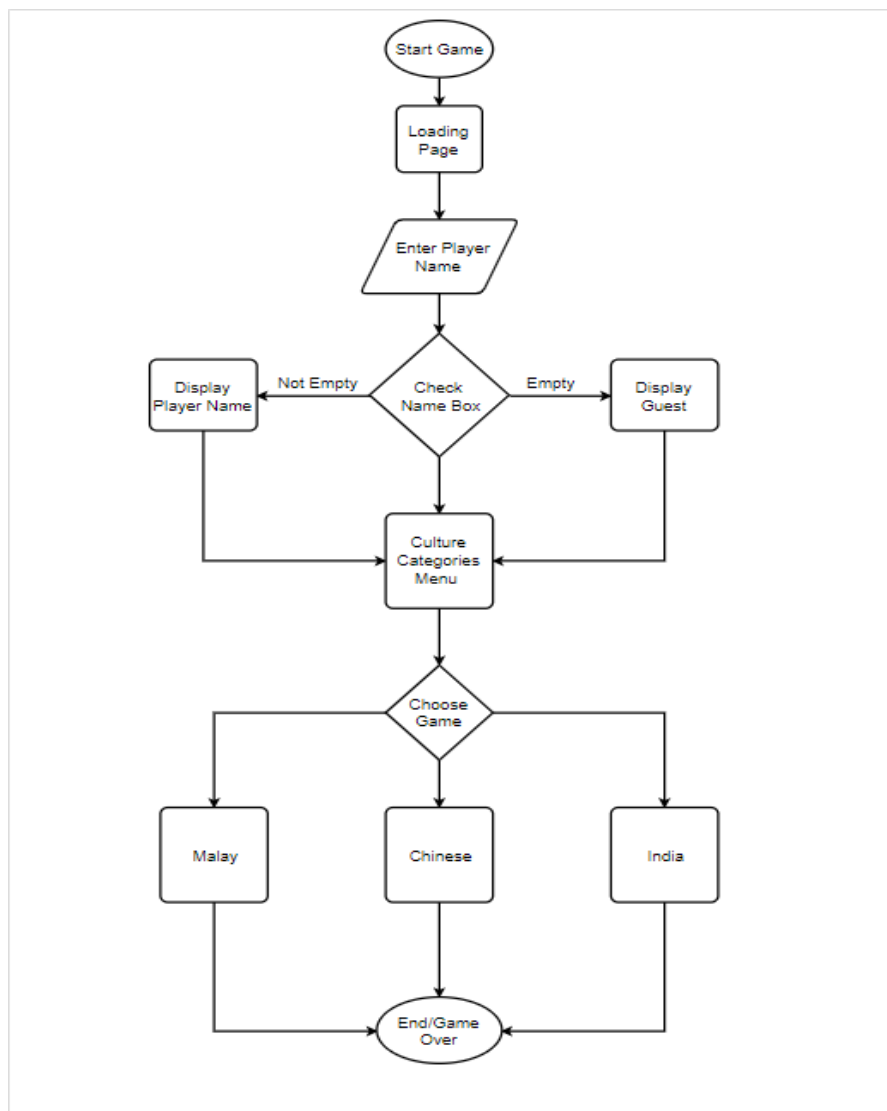 Start Game
Loading
Page
Enter Player
Name
Display
Player Name
Not Empty
Check
Name Box
Empty
Display
Guest
Culture
Categories
Menu
Choose
Game
Malay
Chinese
India
End/Game
Over